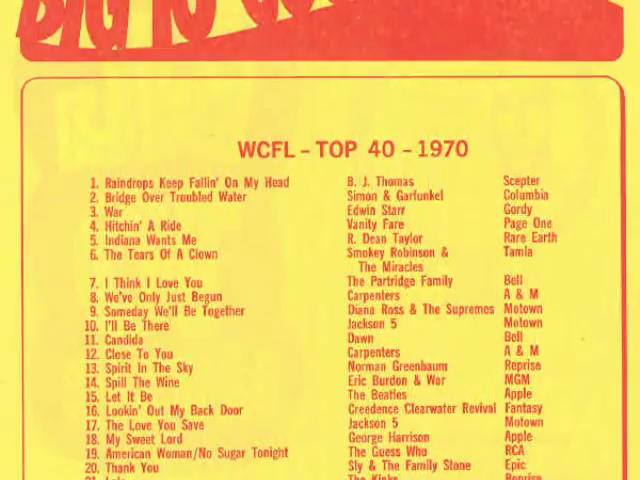 BIG 10
WCFL - TOP 40 - 1970
1. Raindrops Keep Fallin' On My Head B. J. Thomas Scepter
2. Bridge Over Troubled Water Simon & Garfunkel Columbia
3. War Edwin Starr Gordy
4. Hitchin' A Ride Vanity Fare Page One
5. Indiana Wants Me R. Dean Taylor Rare Earth
6. The Tears Of A Clown Smokey Robinson & Tamla
The Miracles
7. I Think I Love You The Partridge Family Bell
8. We've Only Just Begun Carpenters A & M
9. Someday We'll Be Together Diana Ross & The Supremes Motown
10. I'll Be There Jackson 5 Motown
11. Candida Dawn Bell
12. Close To You Carpenters A & M
13. Spirit In The Sky Norman Greenbaum Reprise
14. Spill The Wine Eric Burdon & War MGM
15. Let It Be The Beatles Apple
16. Lookin' Out My Back Door Creedence Clearwater Revival Fantasy
17. The Love You Save Jackson 5 Motown
18. My Sweet Lord George Harrison Apple
19. American Woman/No Sugar Tonight The Guess Who RCA
20. Thank You Sly & The Family Stone Epic
21. Lola The Kinks Reprise